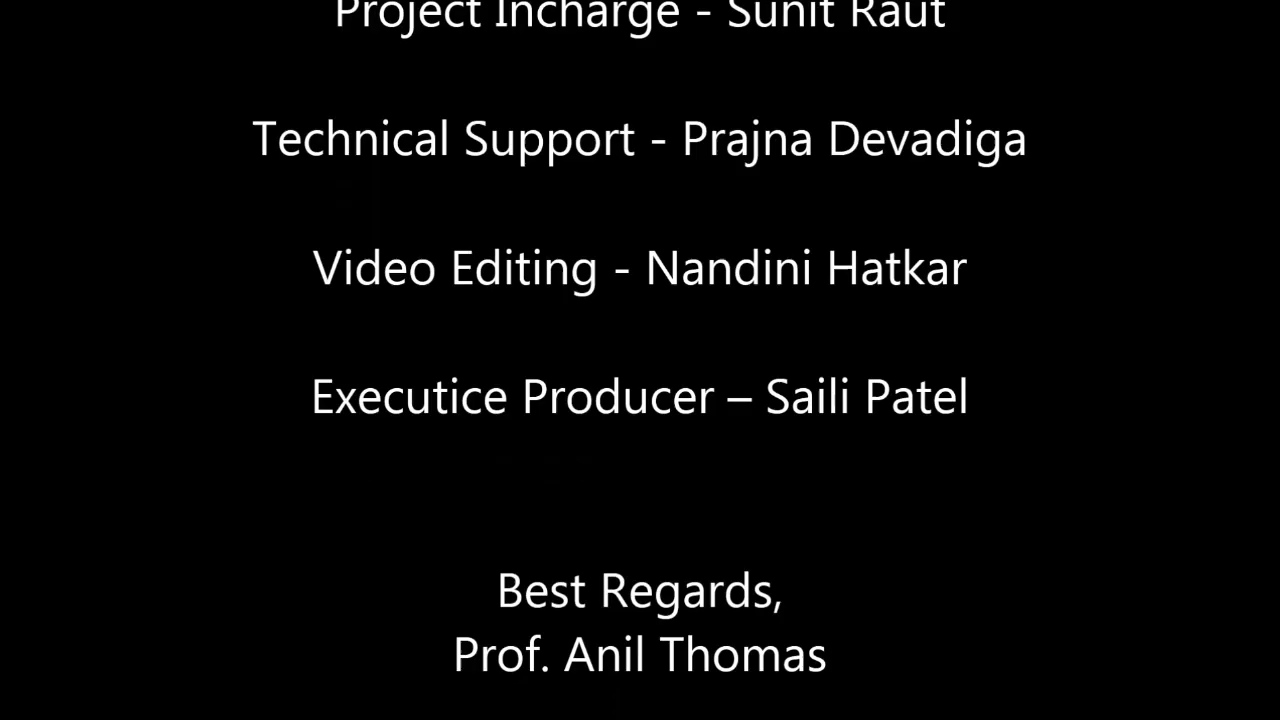 Project Incharge - Sunit Raut
Technical Support - Prajna Devadiga
Video Editing - Nandini Hatkar
Executice Producer – Saili Patel
Best Regards,
Prof. Anil Thomas